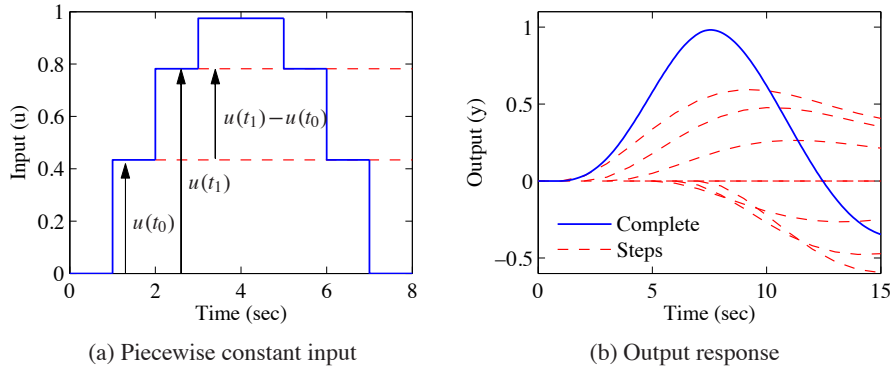 1
0.8
0.6
0.4
0.2
0
Input (u)
u(t₁)−u(t₀)
u(t₁)
u(t₀)
0 2 4 6 8
Time (sec)
(a) Piecewise constant input
1
0.5
0
−0.5
Output (y)
Complete
Steps
0 5 10 15
Time (sec)
(b) Output response